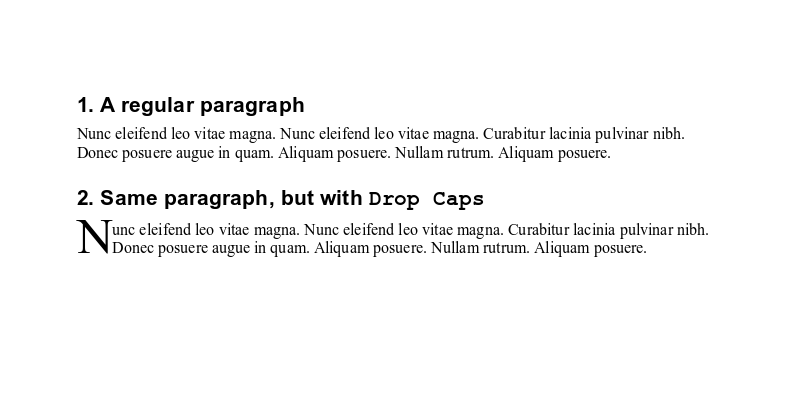 1. A regular paragraph
Nunc eleifend leo vitae magna. Nunc eleifend leo vitae magna. Curabitur lacinia pulvinar nibh.
Donec posuere augue in quam. Aliquam posuere. Nullam rutrum. Aliquam posuere.
2. Same paragraph, but with Drop Caps
Nunc eleifend leo vitae magna. Nunc eleifend leo vitae magna. Curabitur lacinia pulvinar nibh.
Donec posuere augue in quam. Aliquam posuere. Nullam rutrum. Aliquam posuere.